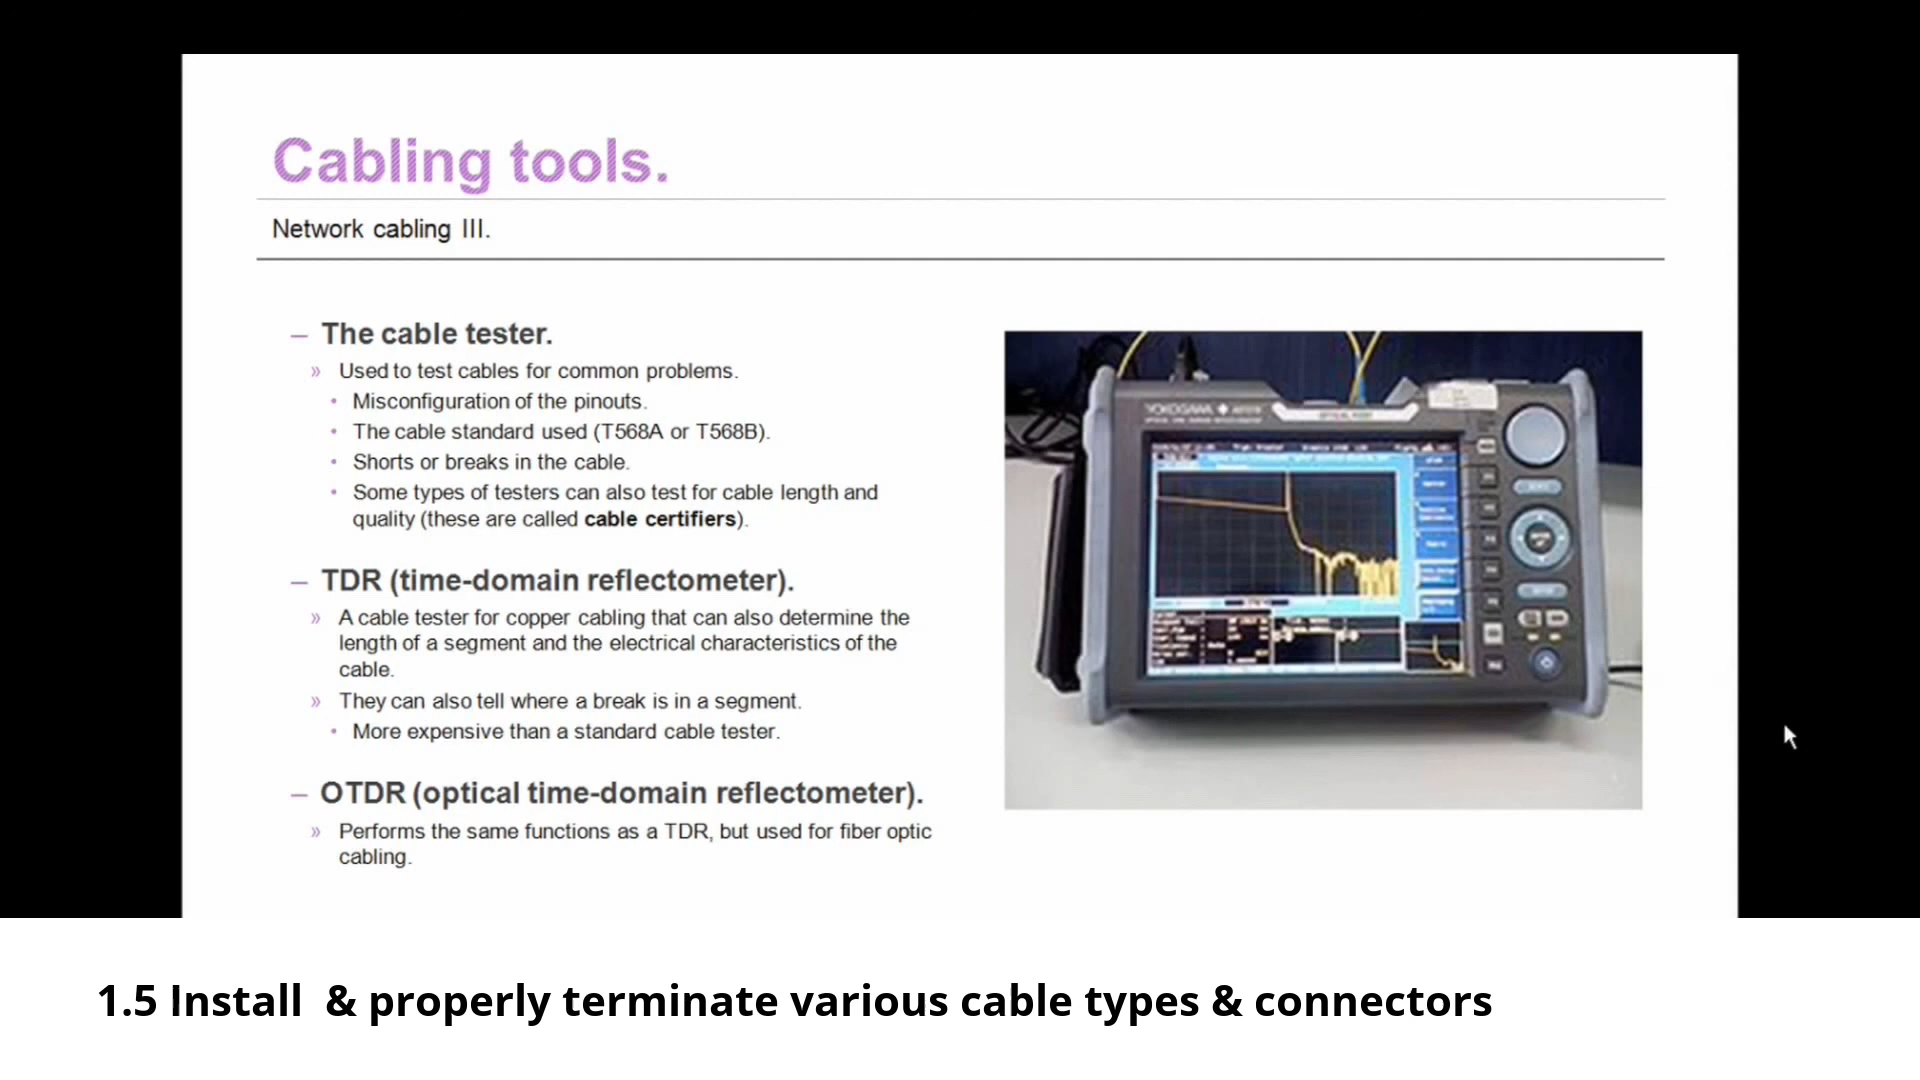 Cabling tools.
Network cabling III.
– The cable tester.
» Used to test cables for common problems.
• Misconfiguration of the pinouts.
• The cable standard used (T568A or T568B).
• Shorts or breaks in the cable.
• Some types of testers can also test for cable length and
quality (these are called cable certifiers).
– TDR (time-domain reflectometer).
» A cable tester for copper cabling that can also determine the
length of a segment and the electrical characteristics of the
cable.
» They can also tell where a break is in a segment.
• More expensive than a standard cable tester.
– OTDR (optical time-domain reflectometer).
» Performs the same functions as a TDR, but used for fiber optic
cabling.
YOKOGAWA
1.5 Install  & properly terminate various cable types & connectors